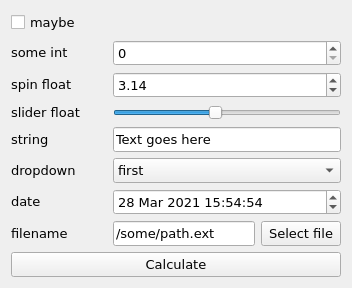 maybe
some int 0
spin float 3.14
slider float
string Text goes here
dropdown first
date 28 Mar 2021 15:54:54
filename /some/path.ext Select file
Calculate